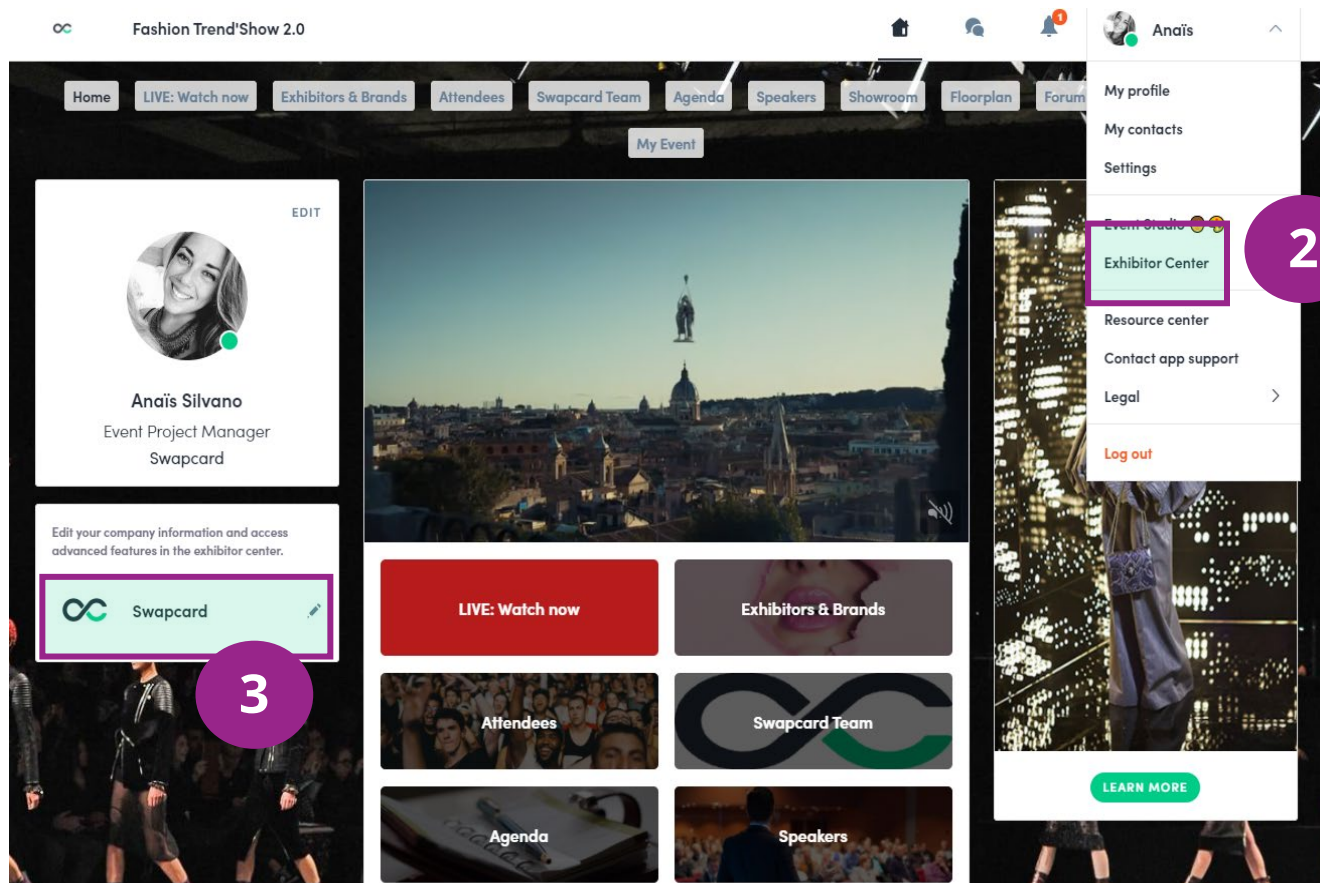 Fashion Trend'Show 2.0
1
Anaïs
Home
LIVE: Watch now
Exhibitors & Brands
Attendees
Swapcard Team
Agenda
Speakers
Showroom
Floorplan
Forum
My Event
My profile
My contacts
Settings
Event Studio
Exhibitor Center
2
Resource center
Contact app support
Legal
Log out
EDIT
Anaïs Silvano
Event Project Manager
Swapcard
Edit your company information and access
advanced features in the exhibitor center.
Swapcard
3
LIVE: Watch now
Exhibitors & Brands
Attendees
Swapcard Team
Agenda
Speakers
LEARN MORE